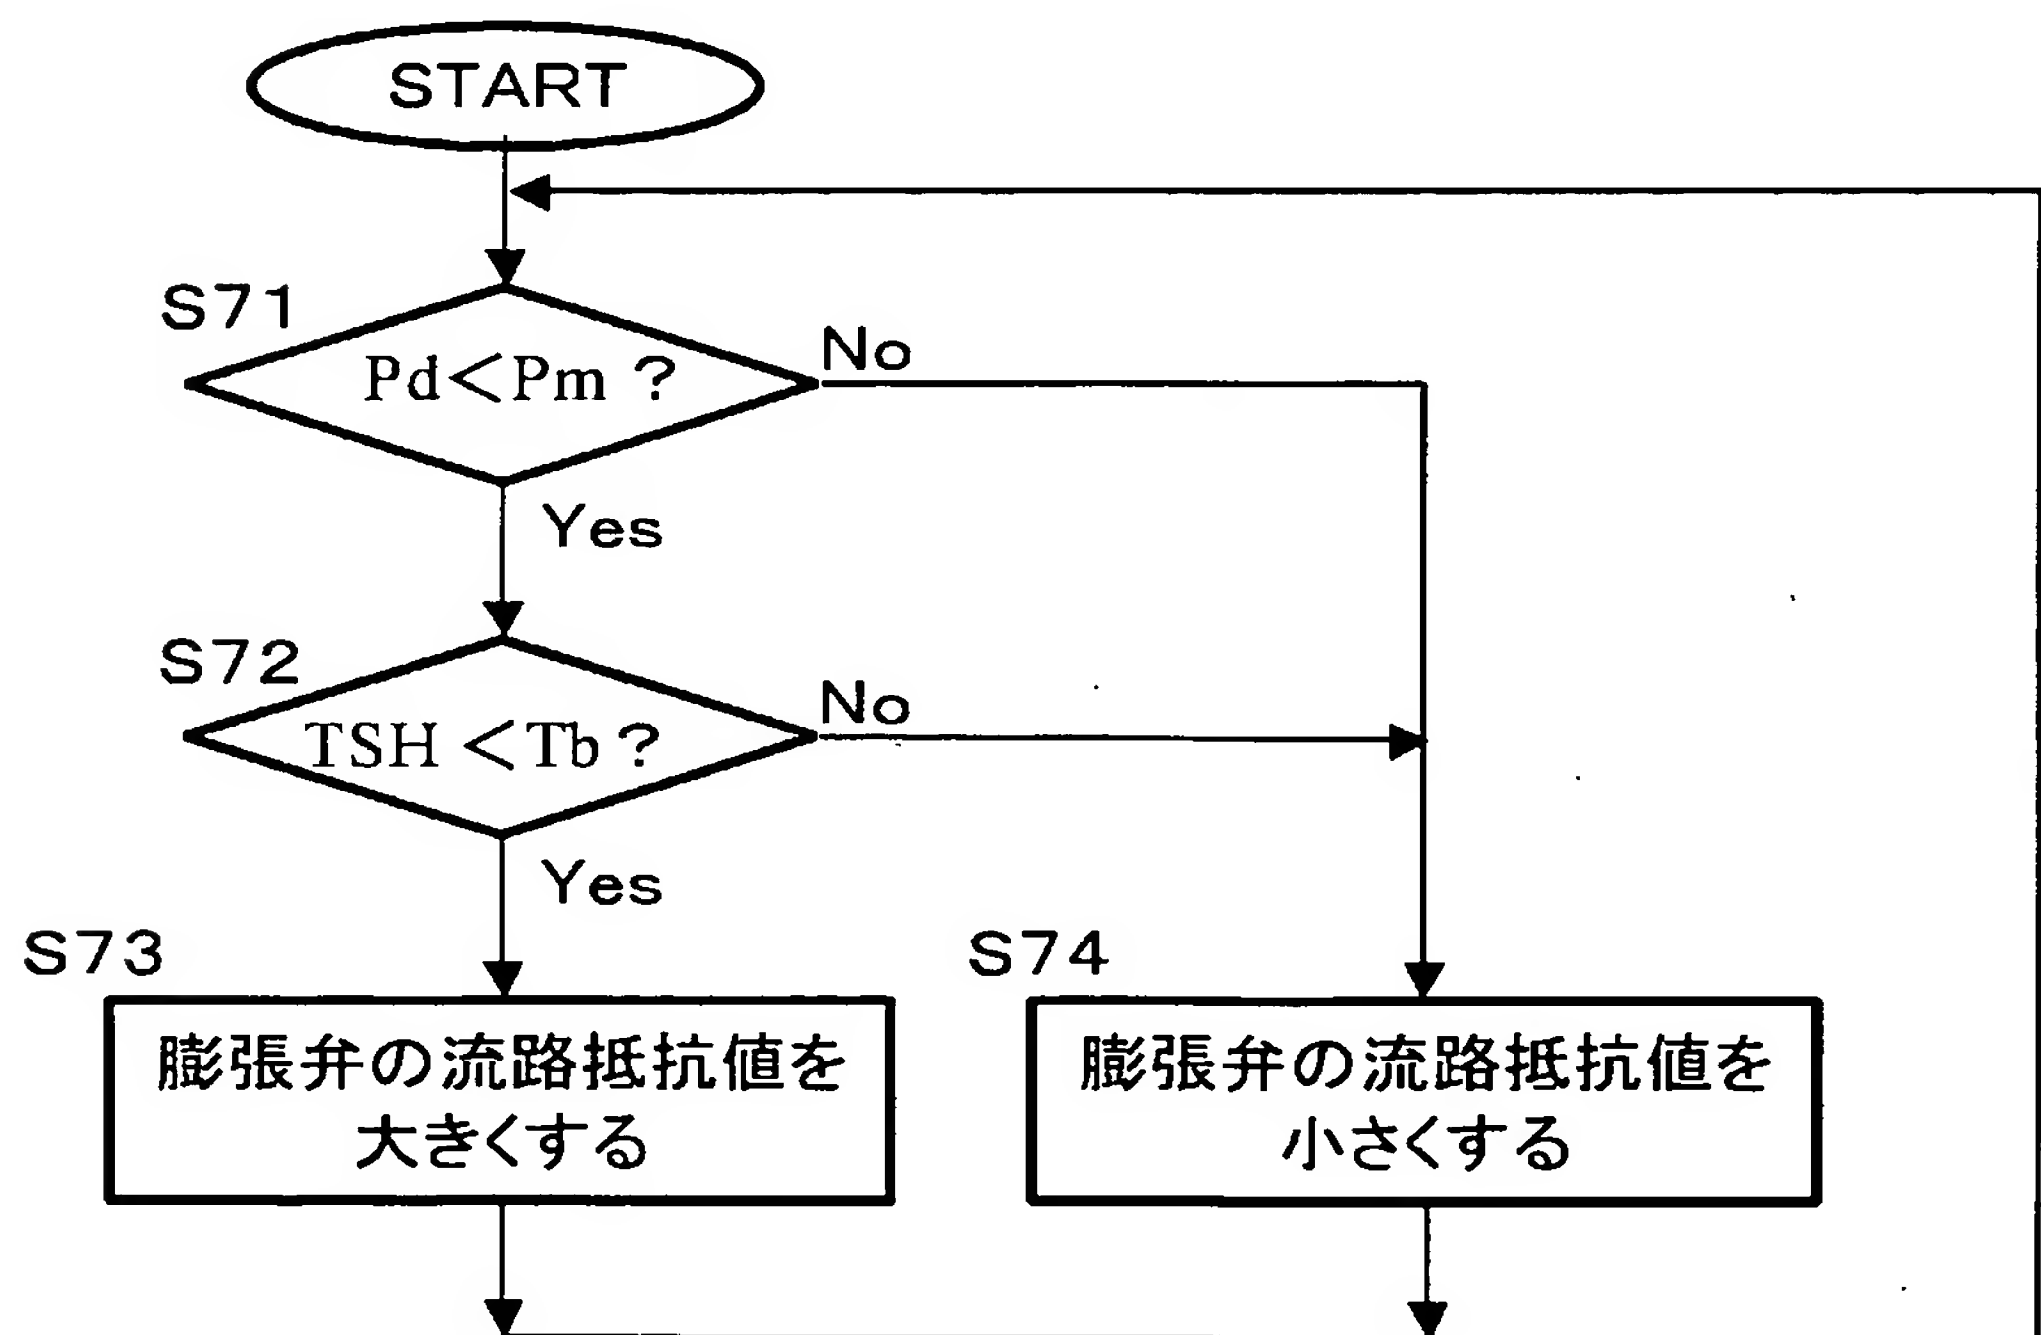 START
S71
Pd＜Pm？
No
Yes
S72
TSH＜Tb？
No
Yes
S73
膨張弁の流路抵抗値を
大きくする
S74
膨張弁の流路抵抗値を
小さくする